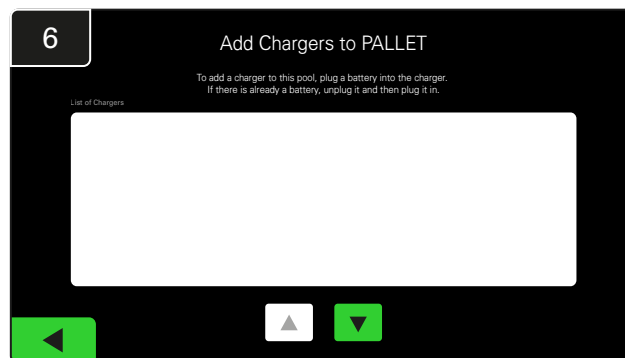 6
Add Chargers to PALLET
To add a charger to this pool, plug a battery into the charger.
If there is already a battery, unplug it and then plug it in.
List of Chargers